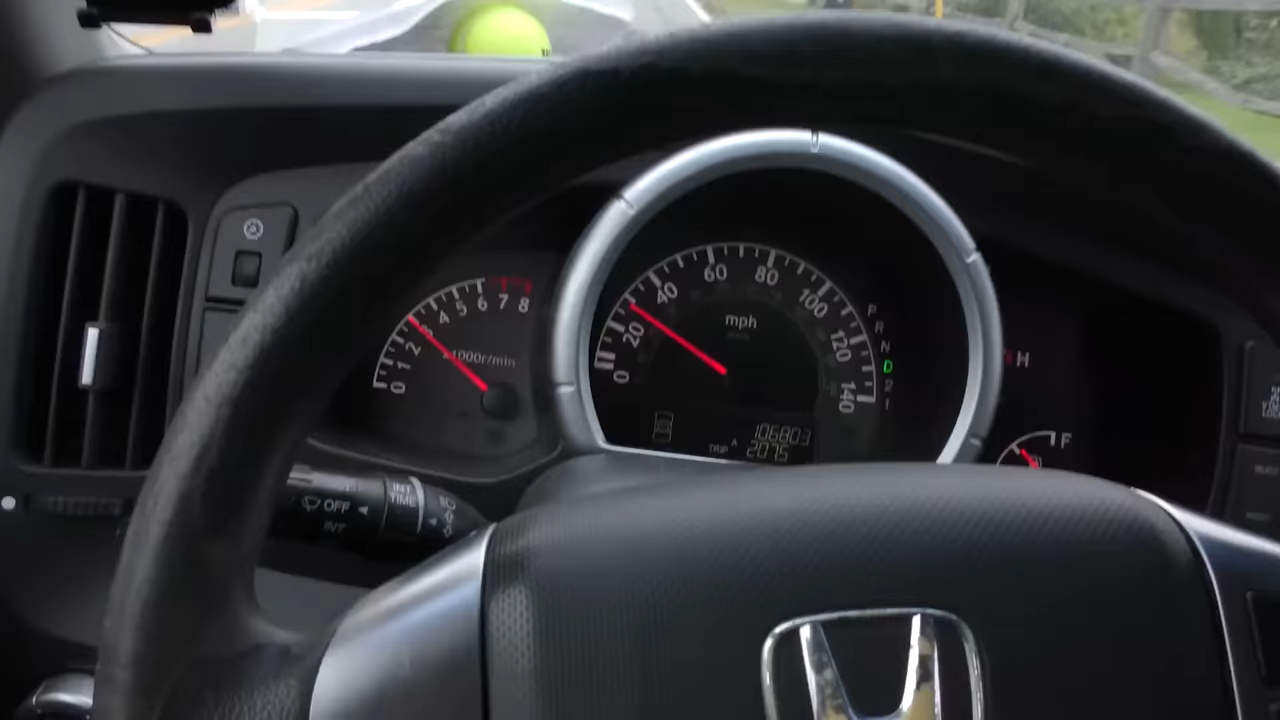 0 1 2 3 4 5 6 7 8
x1000r/min
0 20 40 60 80 100 120 140
mph
P
R
N
D
2
1
106803
TRIP A 207.5
H
F
OFF
INT
INT
TIME